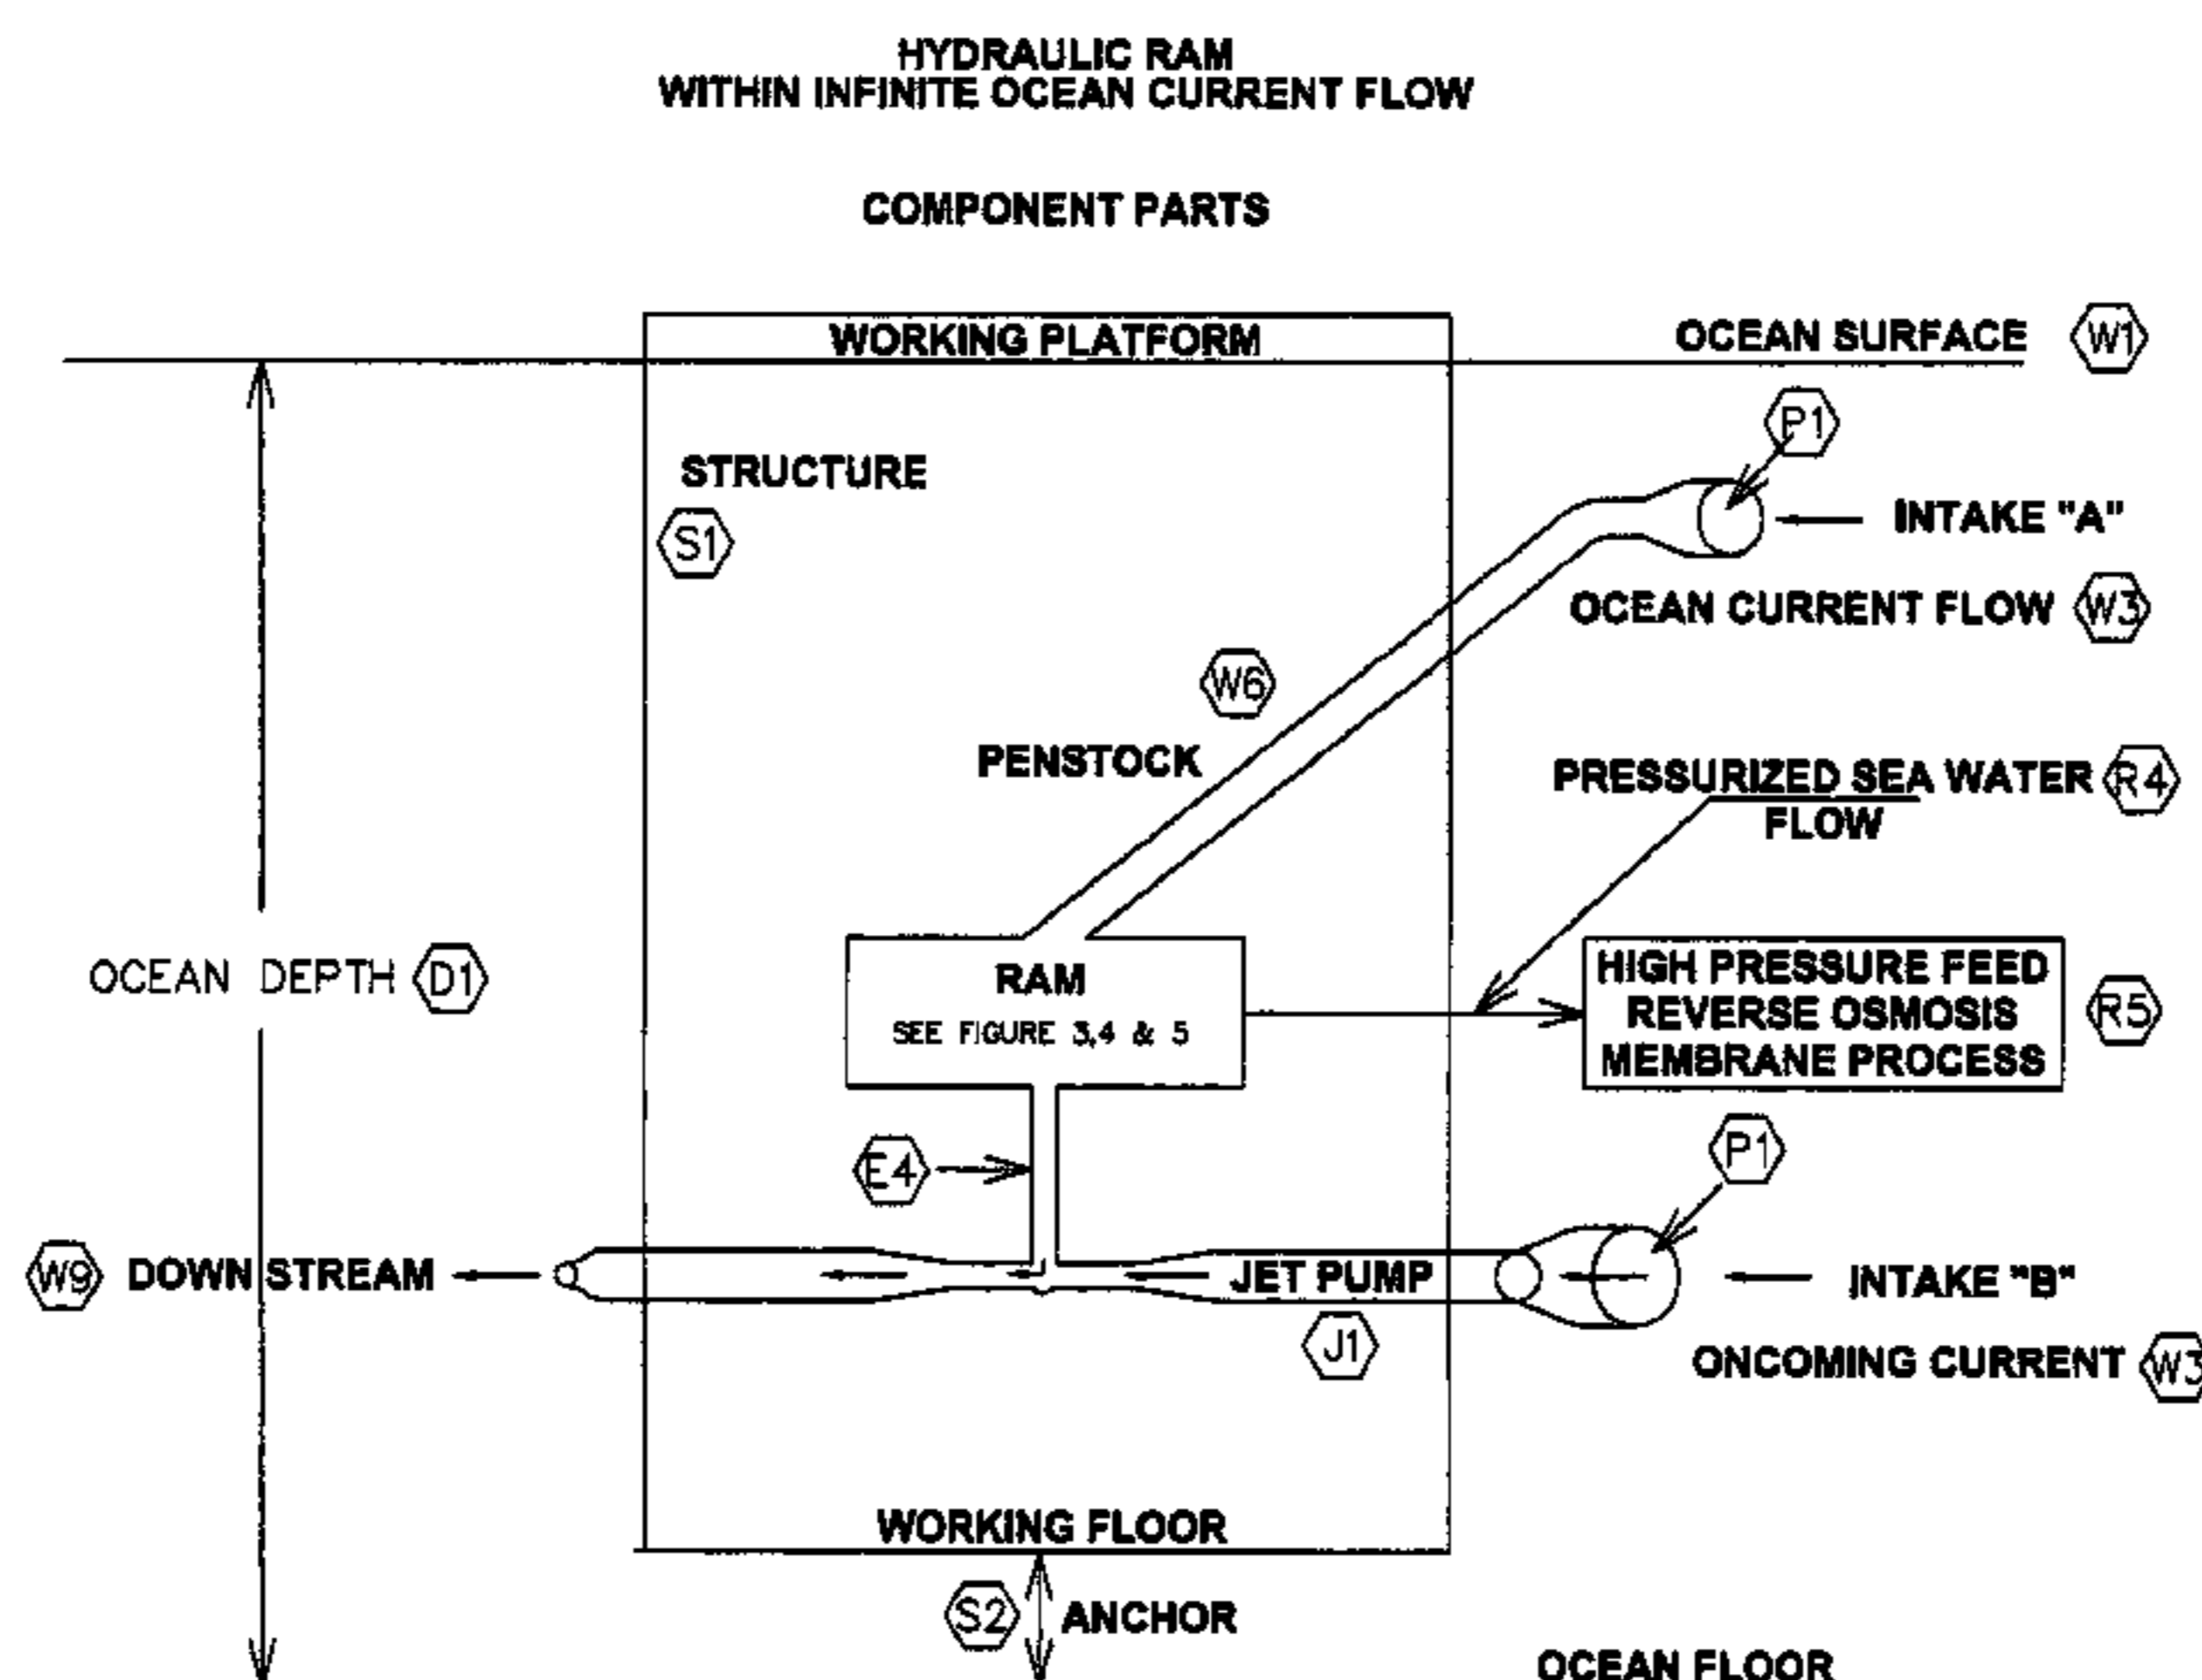 HYDRAULIC RAM
WITHIN INFINITE OCEAN CURRENT FLOW
COMPONENT PARTS
WORKING PLATFORM
OCEAN SURFACE W1
P1
STRUCTURE
S1
INTAKE "A"
OCEAN CURRENT FLOW W3
W6
PENSTOCK
PRESSURIZED SEA WATER R4
FLOW
OCEAN DEPTH D1
RAM
SEE FIGURE 3,4 & 5
HIGH PRESSURE FEED
REVERSE OSMOSIS
MEMBRANE PROCESS
R5
P1
E4
W9 DOWN STREAM
JET PUMP
J1
INTAKE "B"
ONCOMING CURRENT W3
WORKING FLOOR
S2 ANCHOR
OCEAN FLOOR